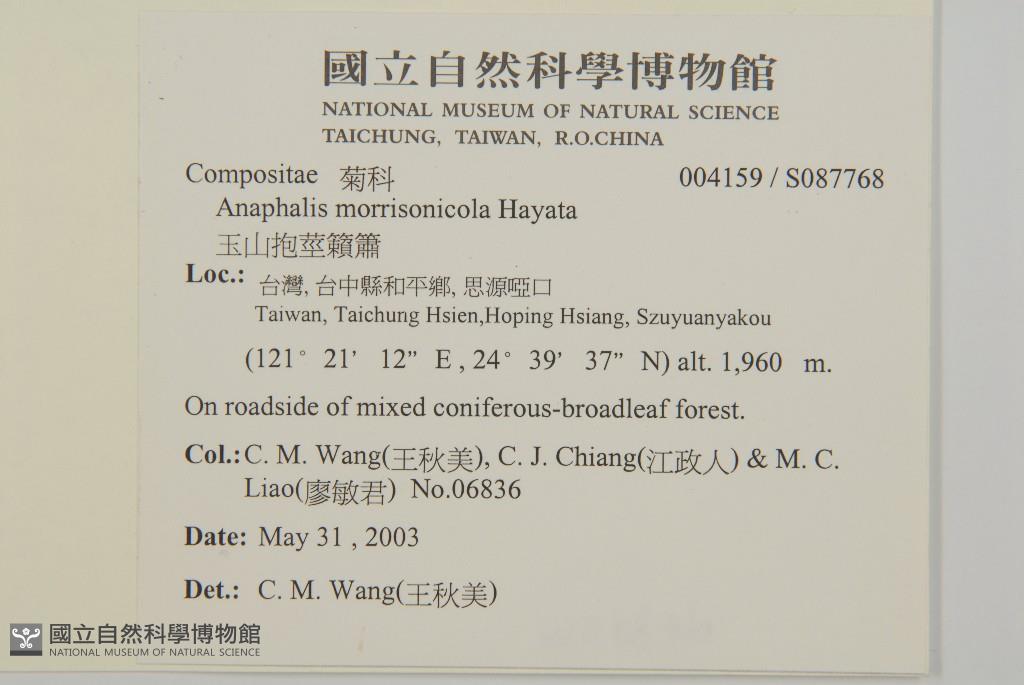 國立自然科學博物館
NATIONAL MUSEUM OF NATURAL SCIENCE
TAICHUNG, TAIWAN, R.O.CHINA
Compositae 菊科 004159 / S087768
Anaphalis morrisonicola Hayata
玉山抱莖籟簫
Loc.: 台灣, 台中縣和平鄉, 思源啞口
Taiwan, Taichung Hsien,Hoping Hsiang, Szuyuanyakou
(121° 21’ 12” E , 24° 39’ 37” N) alt. 1,960 m.
On roadside of mixed coniferous-broadleaf forest.
Col.: C. M. Wang(王秋美), C. J. Chiang(江政人) & M. C.
Liao(廖敏君) No.06836
Date: May 31 , 2003
Det.: C. M. Wang(王秋美)
國立自然科學博物館
NATIONAL MUSEUM OF NATURAL SCIENCE